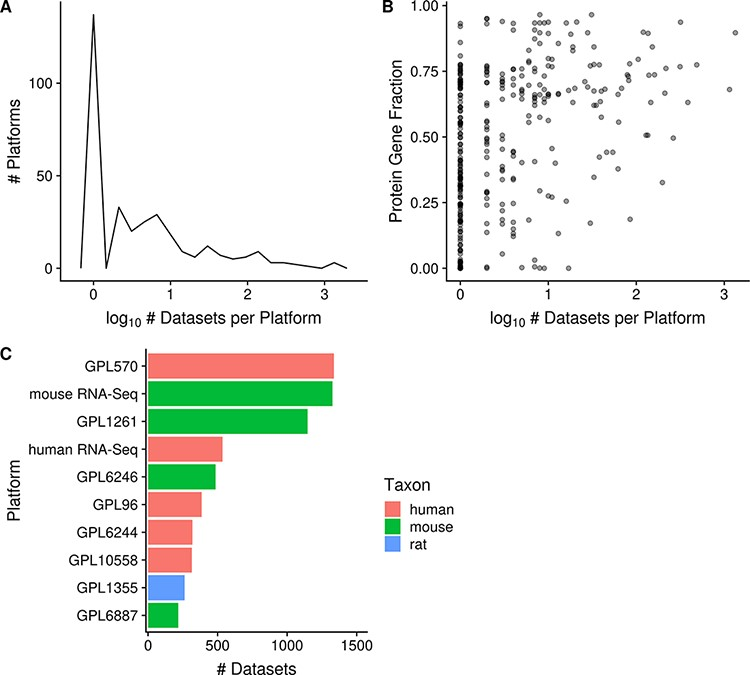 A
# Platforms
100
50
0
0
1
2
3
log10 # Datasets per Platform
B
Protein Gene Fraction
1.00
0.75
0.50
0.25
0.00
0
1
2
3
log10 # Datasets per Platform
C
Platform
GPL570
mouse RNA-Seq
GPL1261
human RNA-Seq
GPL6246
GPL96
GPL6244
GPL10558
GPL1355
GPL6887
0
500
1000
1500
# Datasets
Taxon
human
mouse
rat